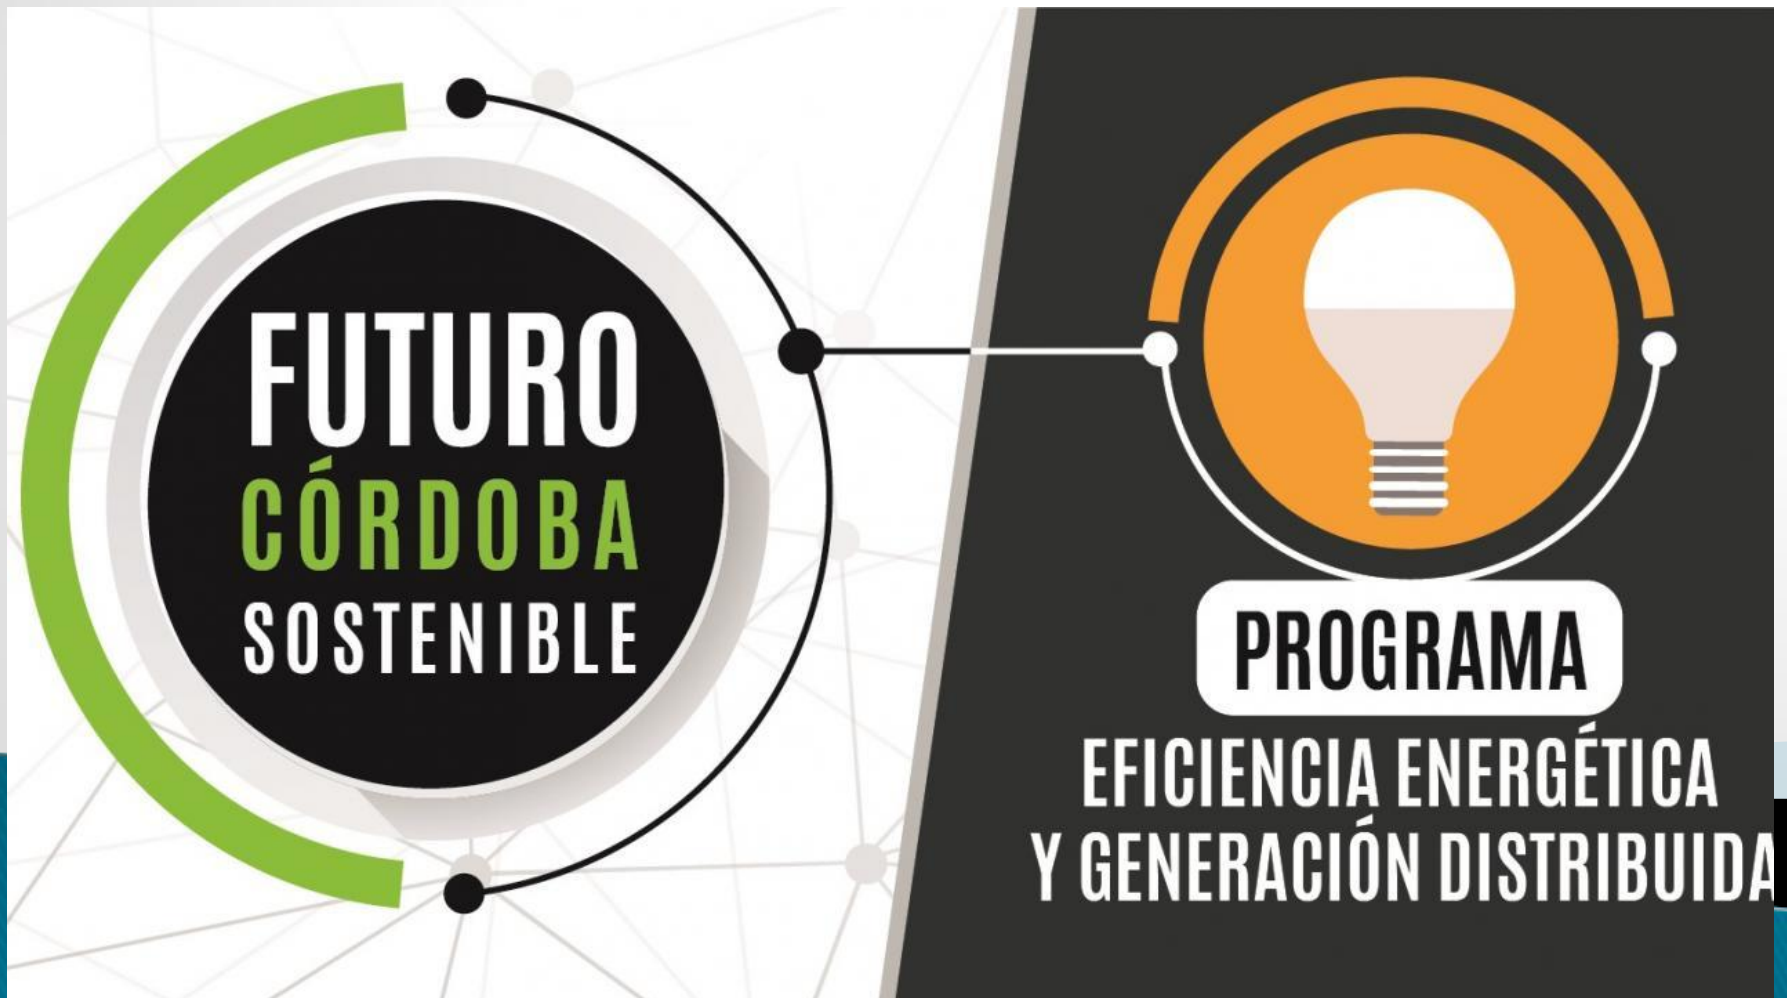 FUTURO
CÓRDOBA
SOSTENIBLE
PROGRAMA
EFICIENCIA ENERGÉTICA
Y GENERACIÓN DISTRIBUIDA